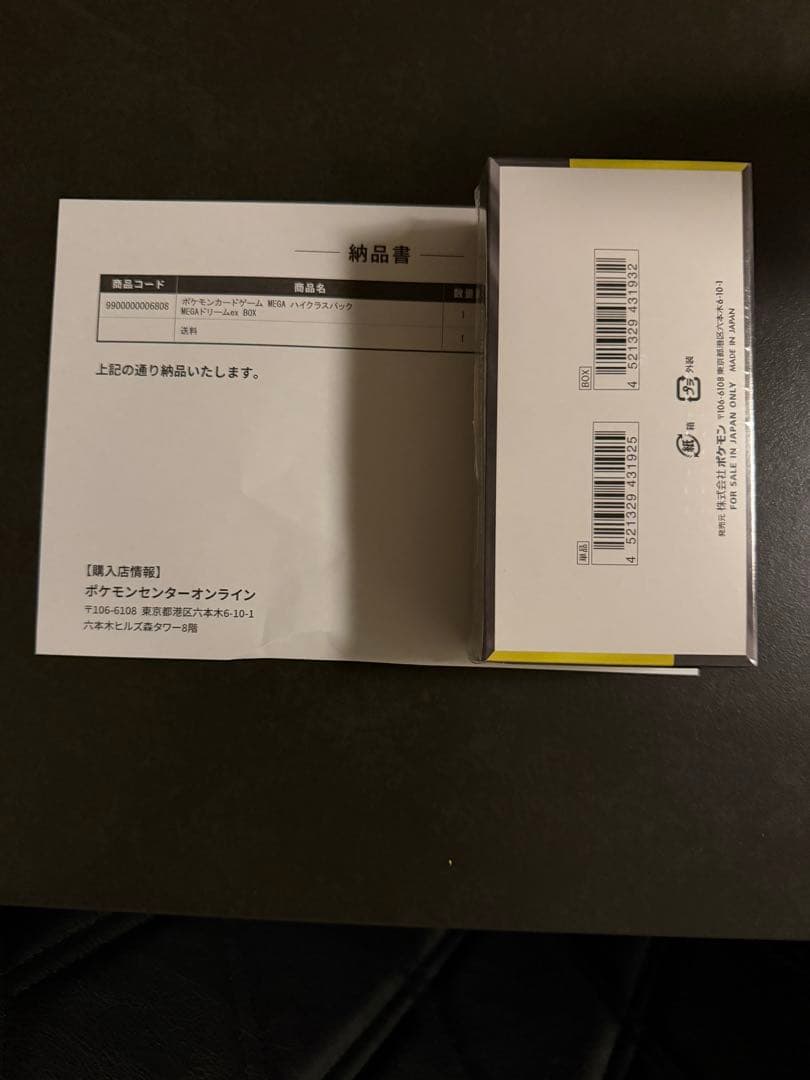 納品書
商品コード 商品名 数量
9900000006808 ポケモンカードゲーム MEGA ハイクラスパック
MEGAドリームex BOX 1
送料 1
上記の通り納品いたします。
【購入店情報】
ポケモンセンターオンライン
〒106-6108 東京都港区六本木6-10-1
六本木ヒルズ森タワー8階
BOX
4 521329 431932
単品
4 521329 431925
プラ 外装
紙 箱
発売元 株式会社ポケモン 〒106-6108 東京都港区六本木6-10-1
FOR SALE IN JAPAN ONLY MADE IN JAPAN